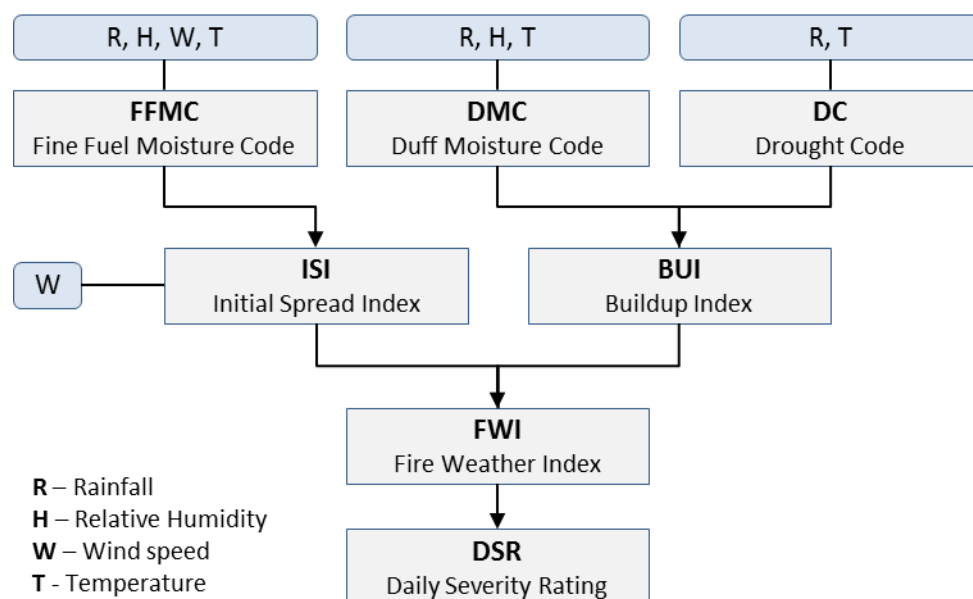 R, H, W, T
R, H, T
R, T
FFMC
Fine Fuel Moisture Code
DMC
Duff Moisture Code
DC
Drought Code
W
ISI
Initial Spread Index
BUI
Buildup Index
FWI
Fire Weather Index
R – Rainfall
H – Relative Humidity
W – Wind speed
T - Temperature
DSR
Daily Severity Rating